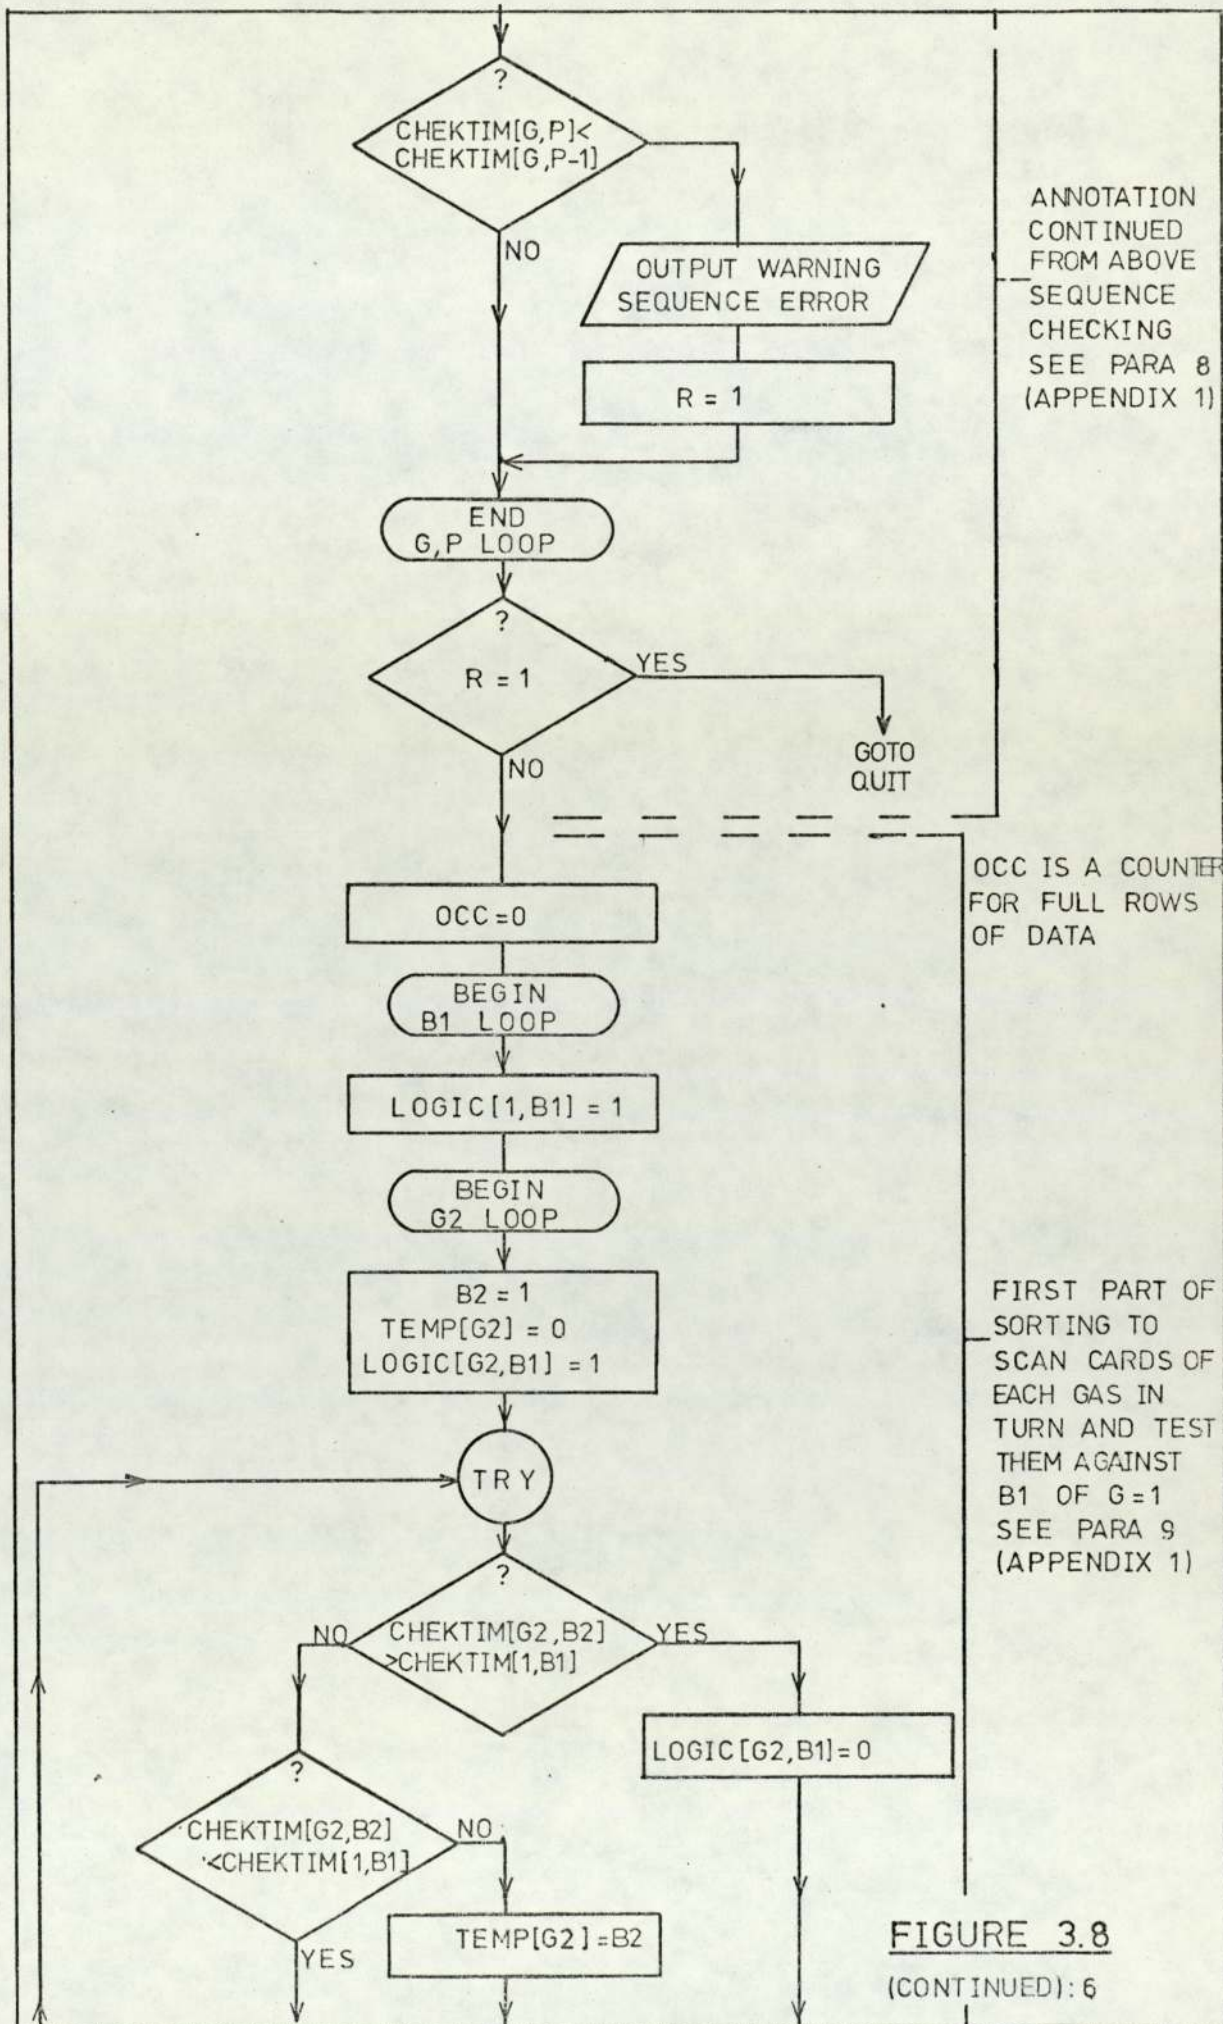 ?
CHEKTIM[G,P]<
CHEKTIM[G,P-1]
NO
OUTPUT WARNING
SEQUENCE ERROR
R = 1
ANNOTATION
CONTINUED
FROM ABOVE
SEQUENCE
CHECKING
SEE PARA 8
(APPENDIX 1)
END
G,P LOOP
?
R = 1
YES
NO
GOTO
QUIT
OCC=0
OCC IS A COUNTER
FOR FULL ROWS
OF DATA
BEGIN
B1 LOOP
LOGIC[1,B1] = 1
BEGIN
G2 LOOP
B2 = 1
TEMP[G2] = 0
LOGIC[G2,B1] = 1
FIRST PART OF
SORTING TO
SCAN CARDS OF
EACH GAS IN
TURN AND TEST
THEM AGAINST
B1 OF G=1
SEE PARA 9
(APPENDIX 1)
TRY
?
CHEKTIM[G2,B2]
>CHEKTIM[1,B1]
NO
YES
LOGIC[G2,B1]=0
?
CHEKTIM[G2,B2]
<CHEKTIM[1,B1]
NO
YES
TEMP[G2]=B2
FIGURE 3.8
(CONTINUED): 6